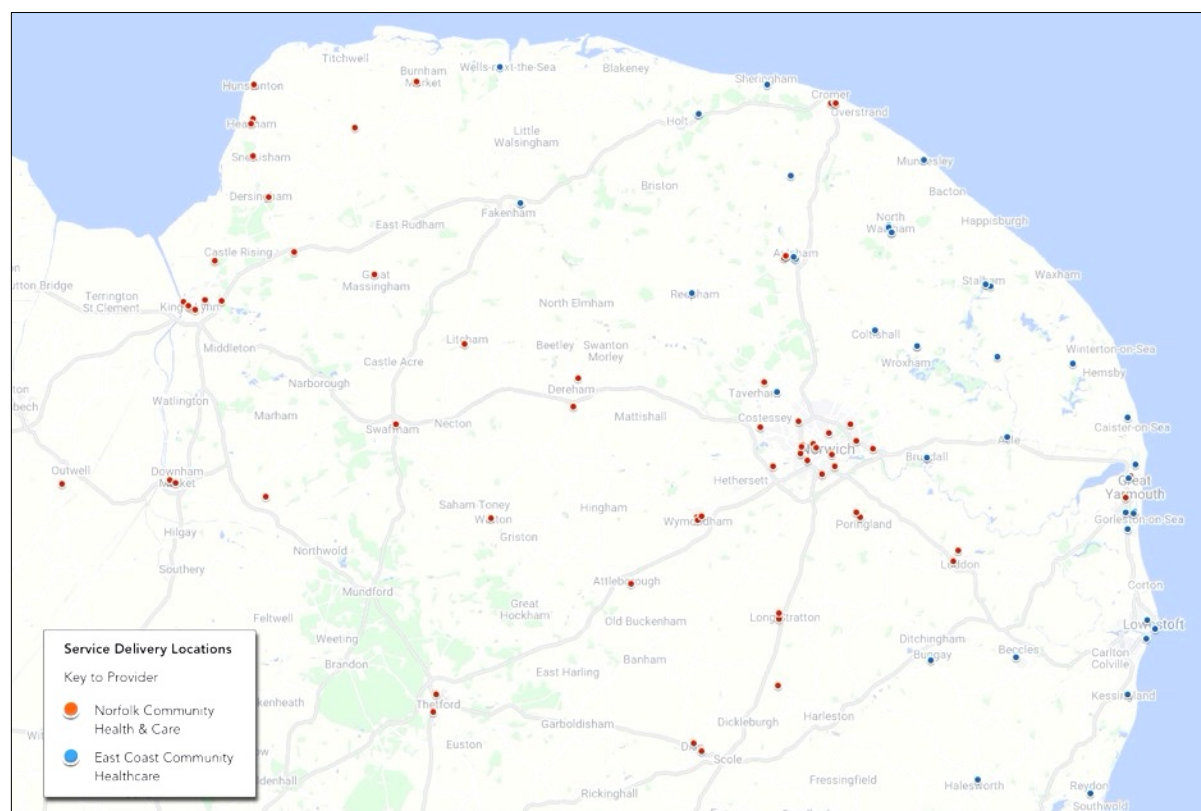 Titchwell
Burnham
Market
Wells-next-the-Sea
Blakeney
Sheringham
Hunstanton
Cromer
Overstrand
Heacham
Holt
Little
Walsingham
Snettisham
Mundesley
Briston
Bacton
Dersingham
Fakenham
East Rudham
North
Walsham
Happisburgh
Castle Rising
Aylsham
Great
Massingham
Stalham
Waxham
utton Bridge
Terrington
St Clement
King's Lynn
North Elmham
Reepham
Coltishall
Middleton
Litcham
Beetley
Swanton
Morley
Castle Acre
Wroxham
Winterton-on-Sea
Hemsby
Narborough
Dereham
Taverham
Watlington
Marham
Mattishall
Costessey
Caister-on-Sea
bech
Swaffham
Necton
Acle
Norwich
Brundall
Outwell
Downham
Market
Hethersett
Great
Yarmouth
Saham Toney
Hingham
Watton
Griston
Wymondham
Poringland
Gorleston-on-Sea
Hilgay
Northwold
Loddon
Southery
Attleborough
Corton
Mundford
Great
Hockham
Old Buckenham
Long Stratton
Feltwell
Lowestoft
Weeting
Ditchingham
Bungay
Beccles
Carlton
Colville
Brandon
East Harling
Banham
Kessingland
kenheath
Thetford
Garboldisham
Dickleburgh
Harleston
Euston
Diss
Scole
denhall
Rickinghall
Fressingfield
Halesworth
Reydon
Southwold
Service Delivery Locations
Key to Provider
Norfolk Community
Health & Care
East Coast Community
Healthcare